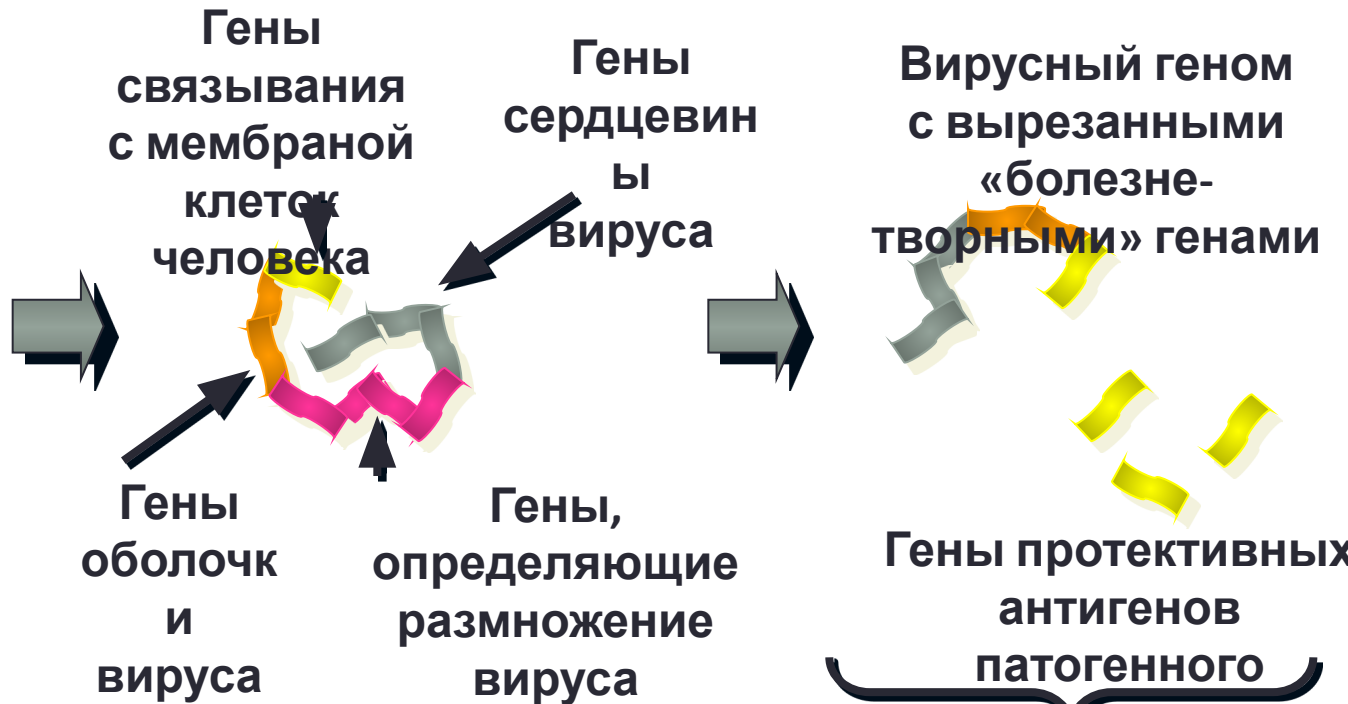 Гены
связывания
с мембраной
клеток
человека
Гены
сердцевин
ы
вируса
Вирусный геном
с вырезанными
«болезне-
творными» генами
Гены
оболочк
и
вируса
Гены,
определяющие
размножение
вируса
Гены протективных
антигенов
патогенного